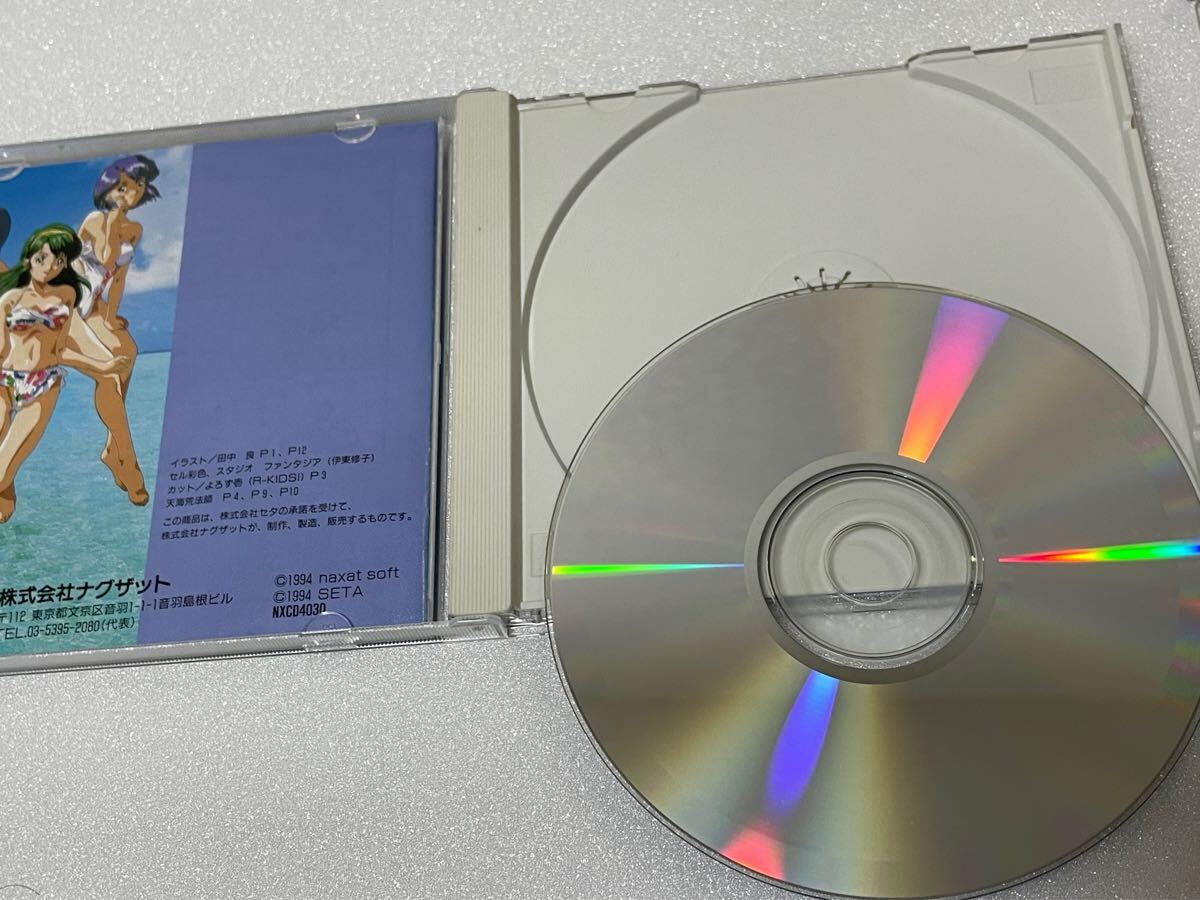 イラスト／田中 良 P1、P12
セル彩色、スタジオ ファンタジア（伊東修子）
カット／よろず壱（R-KIDS!）P3
天海荒法師 P4、P9、P10
この商品は、株式会社セタの承諾を受けて、
株式会社ナグザットが、制作、製造、販売するものです。
株式会社ナグザット
〒112 東京都文京区音羽1-1-1音羽島根ビル
TEL.03-5395-2080(代表)
©1994 naxat soft
©1994 SETA
NXCD4030